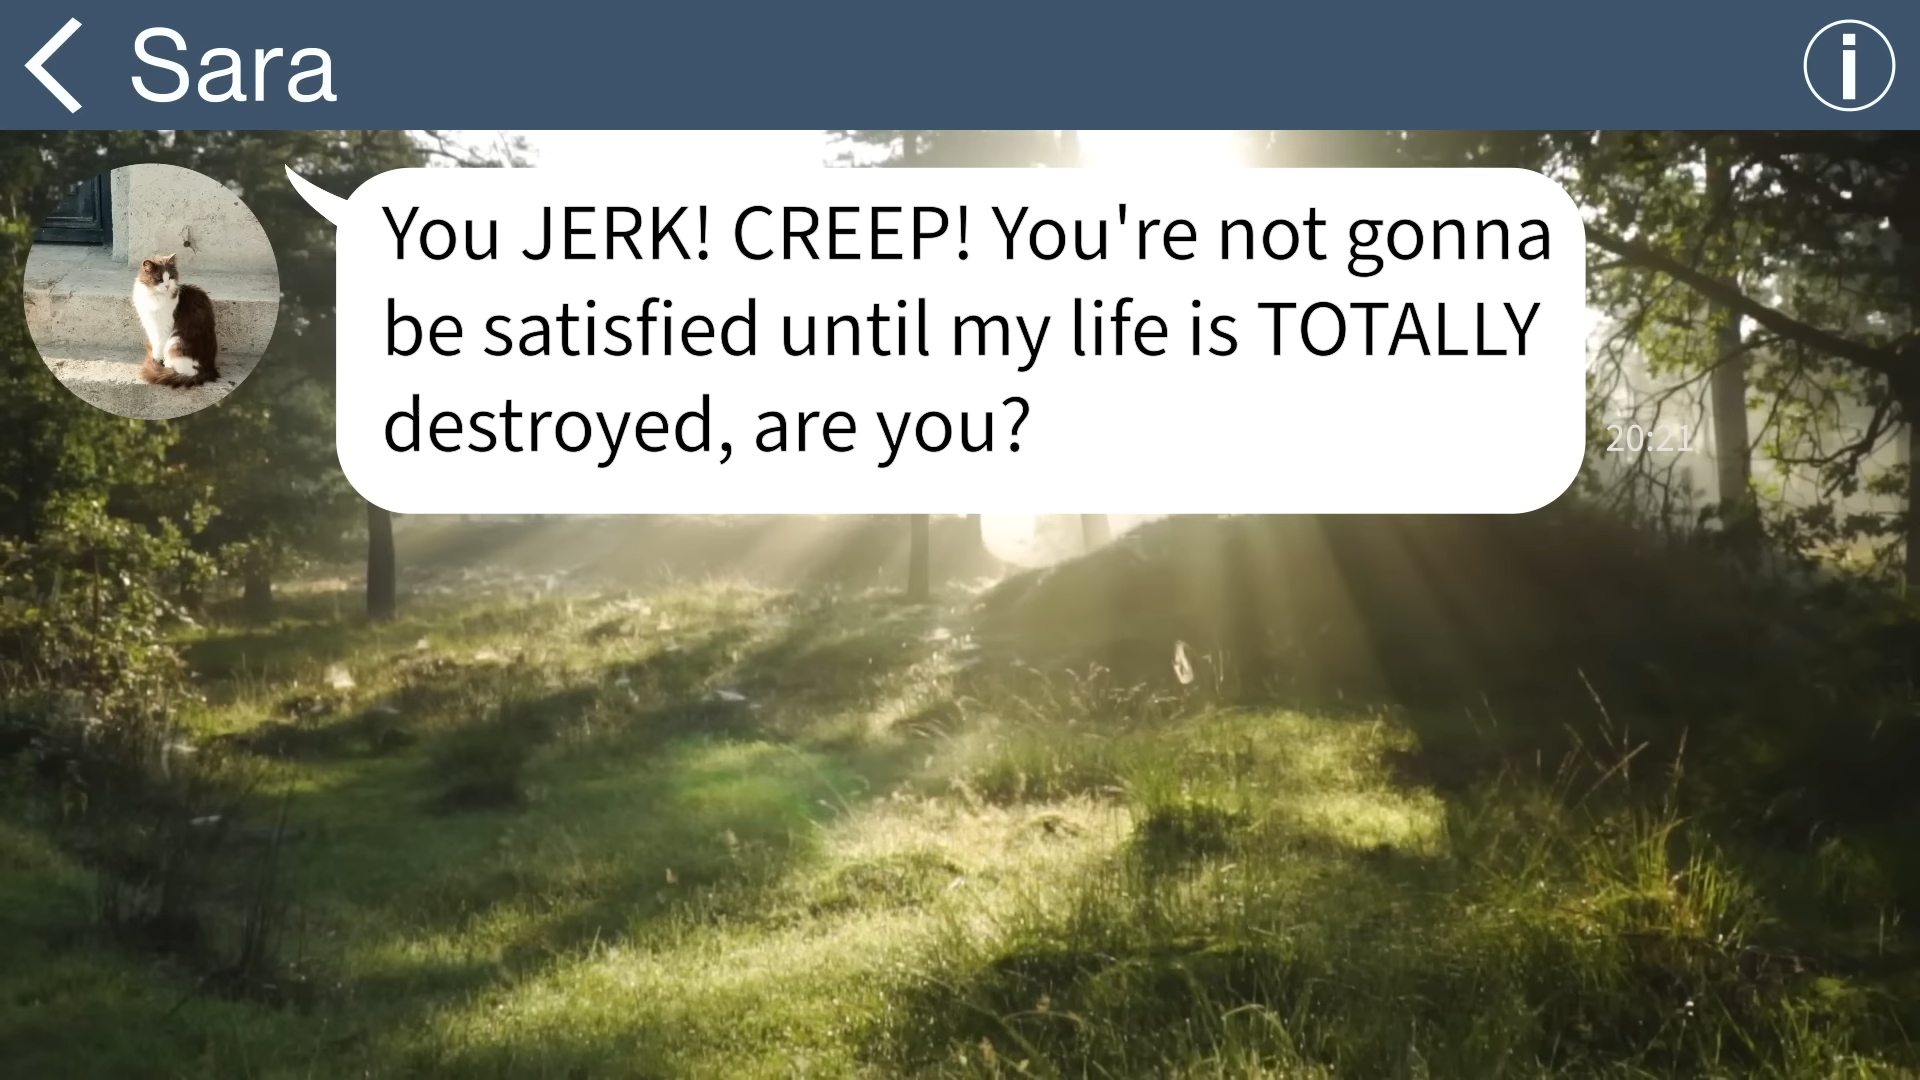 Sara
You JERK! CREEP! You're not gonna
be satisfied until my life is TOTALLY
destroyed, are you?
20:21